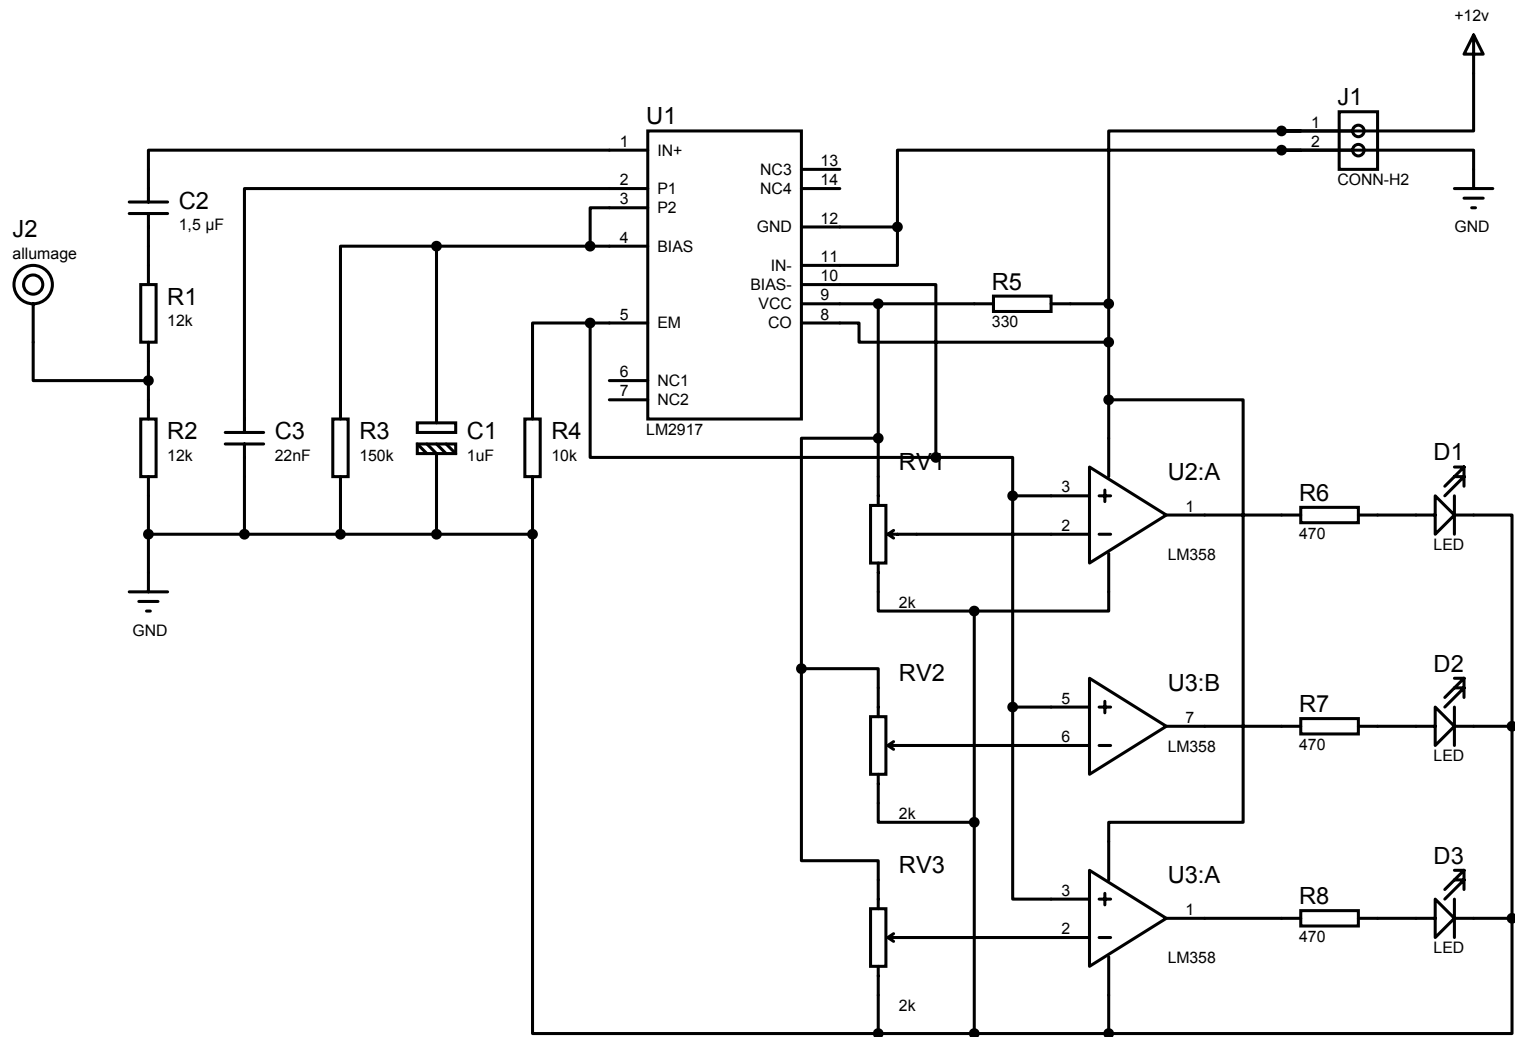 +12v
J1
1
2
CONN-H2
GND
U1
1
IN+
2
P1
3
P2
4
BIAS
5
EM
6
NC1
7
NC2
NC3
13
NC4
14
GND
12
IN-
11
BIAS-
10
VCC
9
CO
8
LM2917
C2
1,5 µF
J2
allumage
R1
12k
R2
12k
C3
22nF
R3
150k
C1
1uF
R4
10k
GND
R5
330
RV1
2k
3
2
1
U2:A
LM358
R6
470
D1
LED
RV2
2k
5
6
7
U3:B
LM358
R7
470
D2
LED
RV3
2k
3
2
1
U3:A
LM358
R8
470
D3
LED